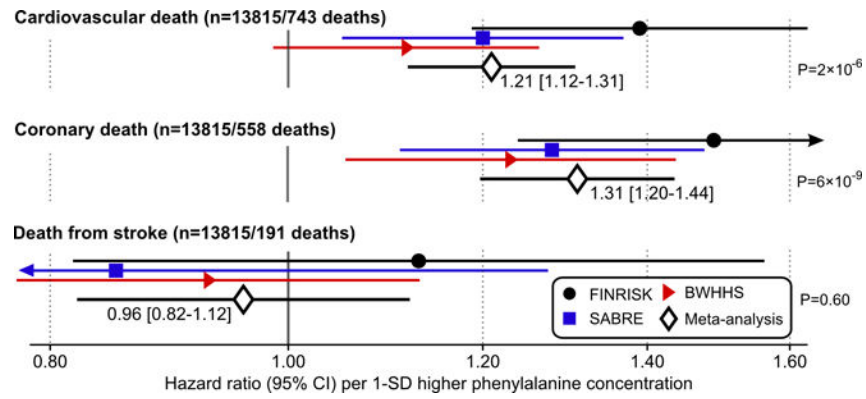 Cardiovascular death (n=13815/743 deaths)
1.21 [1.12-1.31]
P=2×10⁻⁶
Coronary death (n=13815/558 deaths)
1.31 [1.20-1.44]
P=6×10⁻⁹
Death from stroke (n=13815/191 deaths)
0.96 [0.82-1.12]
P=0.60
FINRISK BWHHS
SABRE Meta-analysis
0.80 1.00 1.20 1.40 1.60
Hazard ratio (95% CI) per 1-SD higher phenylalanine concentration